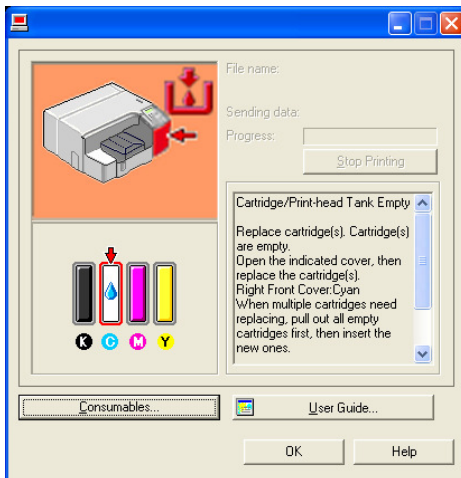 File name:
Sending data:
Progress:
Stop Printing
Cartridge/Print-head Tank Empty
Replace cartridge(s). Cartridge(s)
are empty.
Open the indicated cover, then
replace the cartridge(s).
Right Front Cover:Cyan
When multiple cartridges need
replacing, pull out all empty
cartridges first, then insert the
new ones.
K C M Y
Consumables...
User Guide...
OK
Help